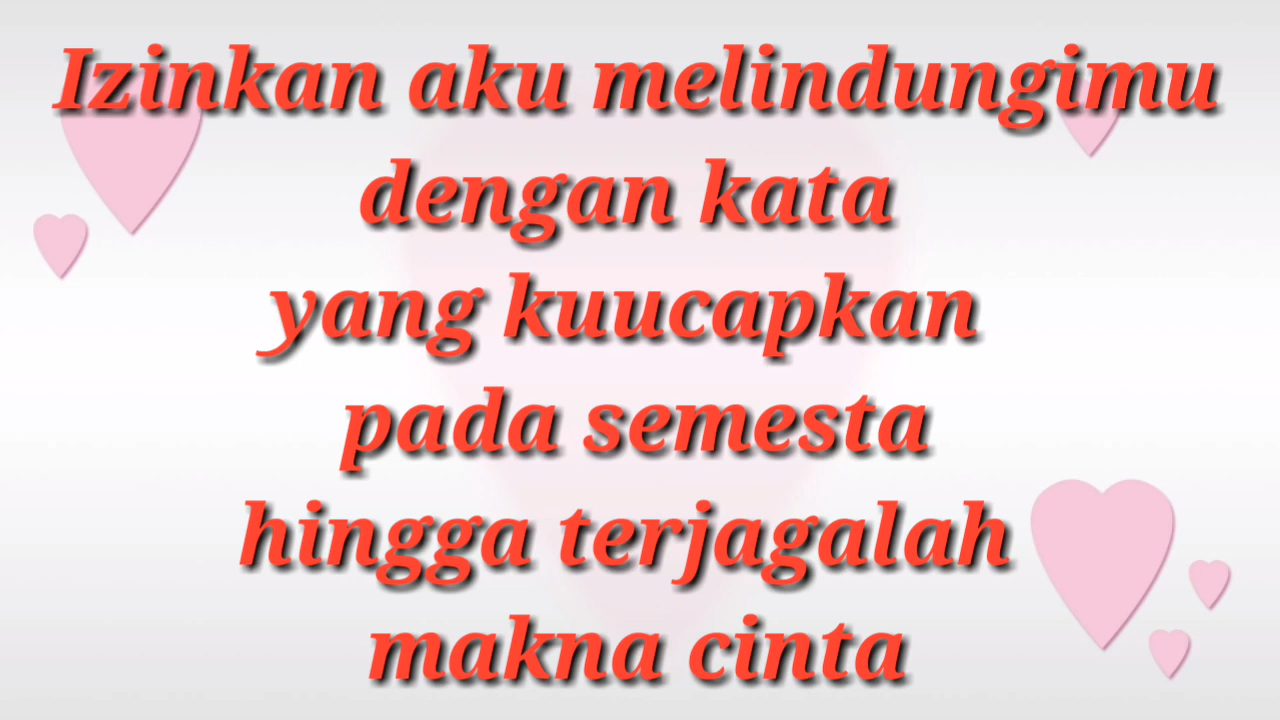 Izinkan aku melindungimu
dengan kata
yang kuucapkan
pada semesta
hingga terjagalah
makna cinta